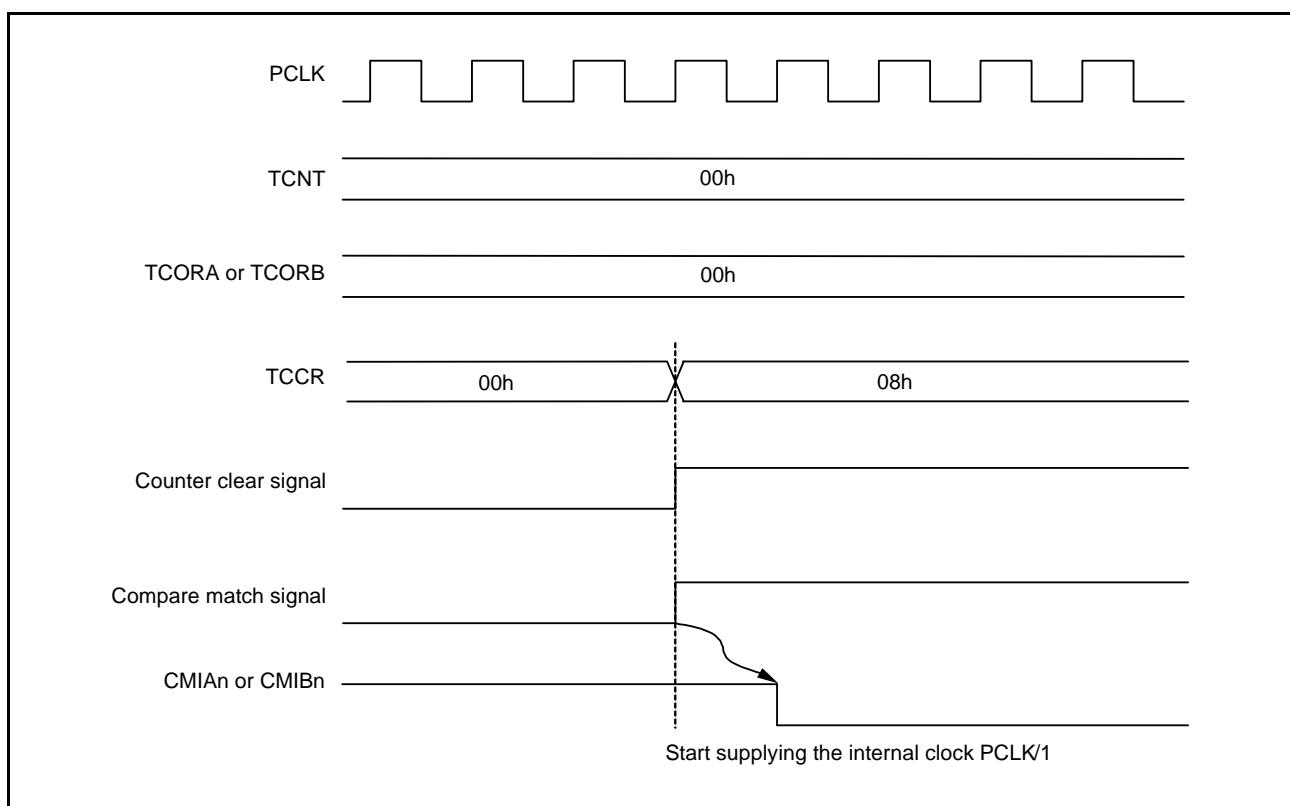 PCLK
TCNT
00h
TCORA or TCORB
00h
TCCR
00h
08h
Counter clear signal
Compare match signal
CMIAn or CMIBn
Start supplying the internal clock PCLK/1